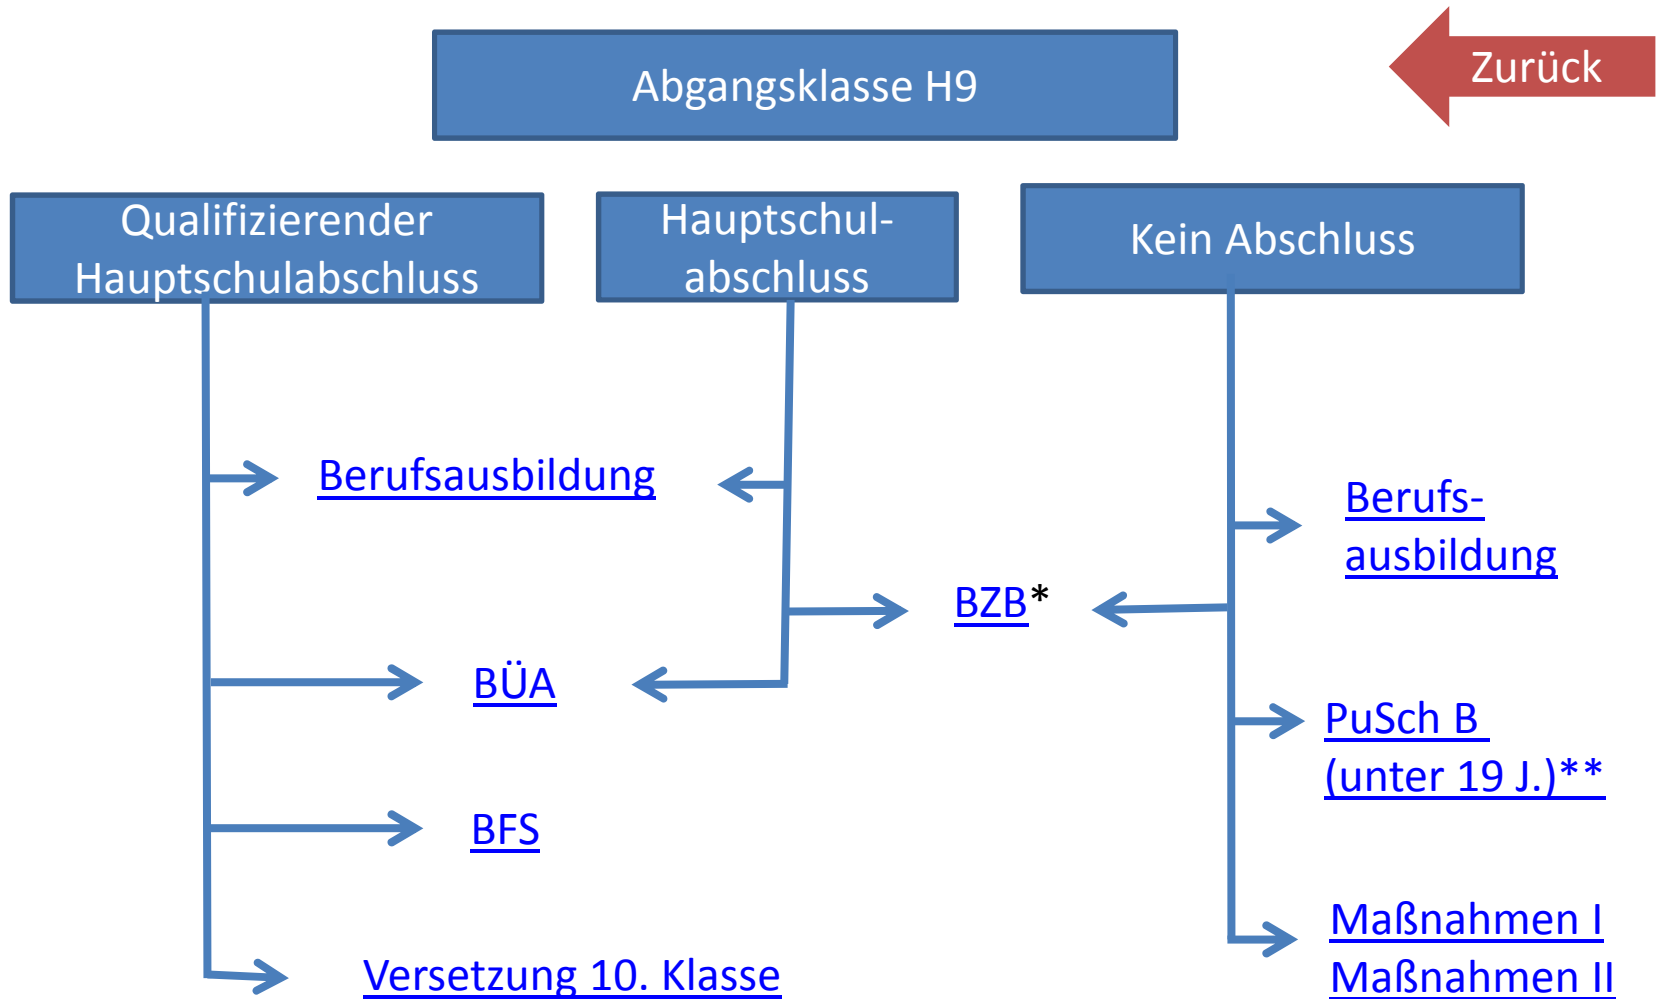 Abgangsklasse H9
Zurück
Qualifizierender
Hauptschulabschluss
Hauptschul-
abschluss
Kein Abschluss
Berufsausbildung
Berufs-
ausbildung
BZB*
BÜA
PuSch B
(unter 19 J.)**
BFS
Maßnahmen I
Maßnahmen II
Versetzung 10. Klasse